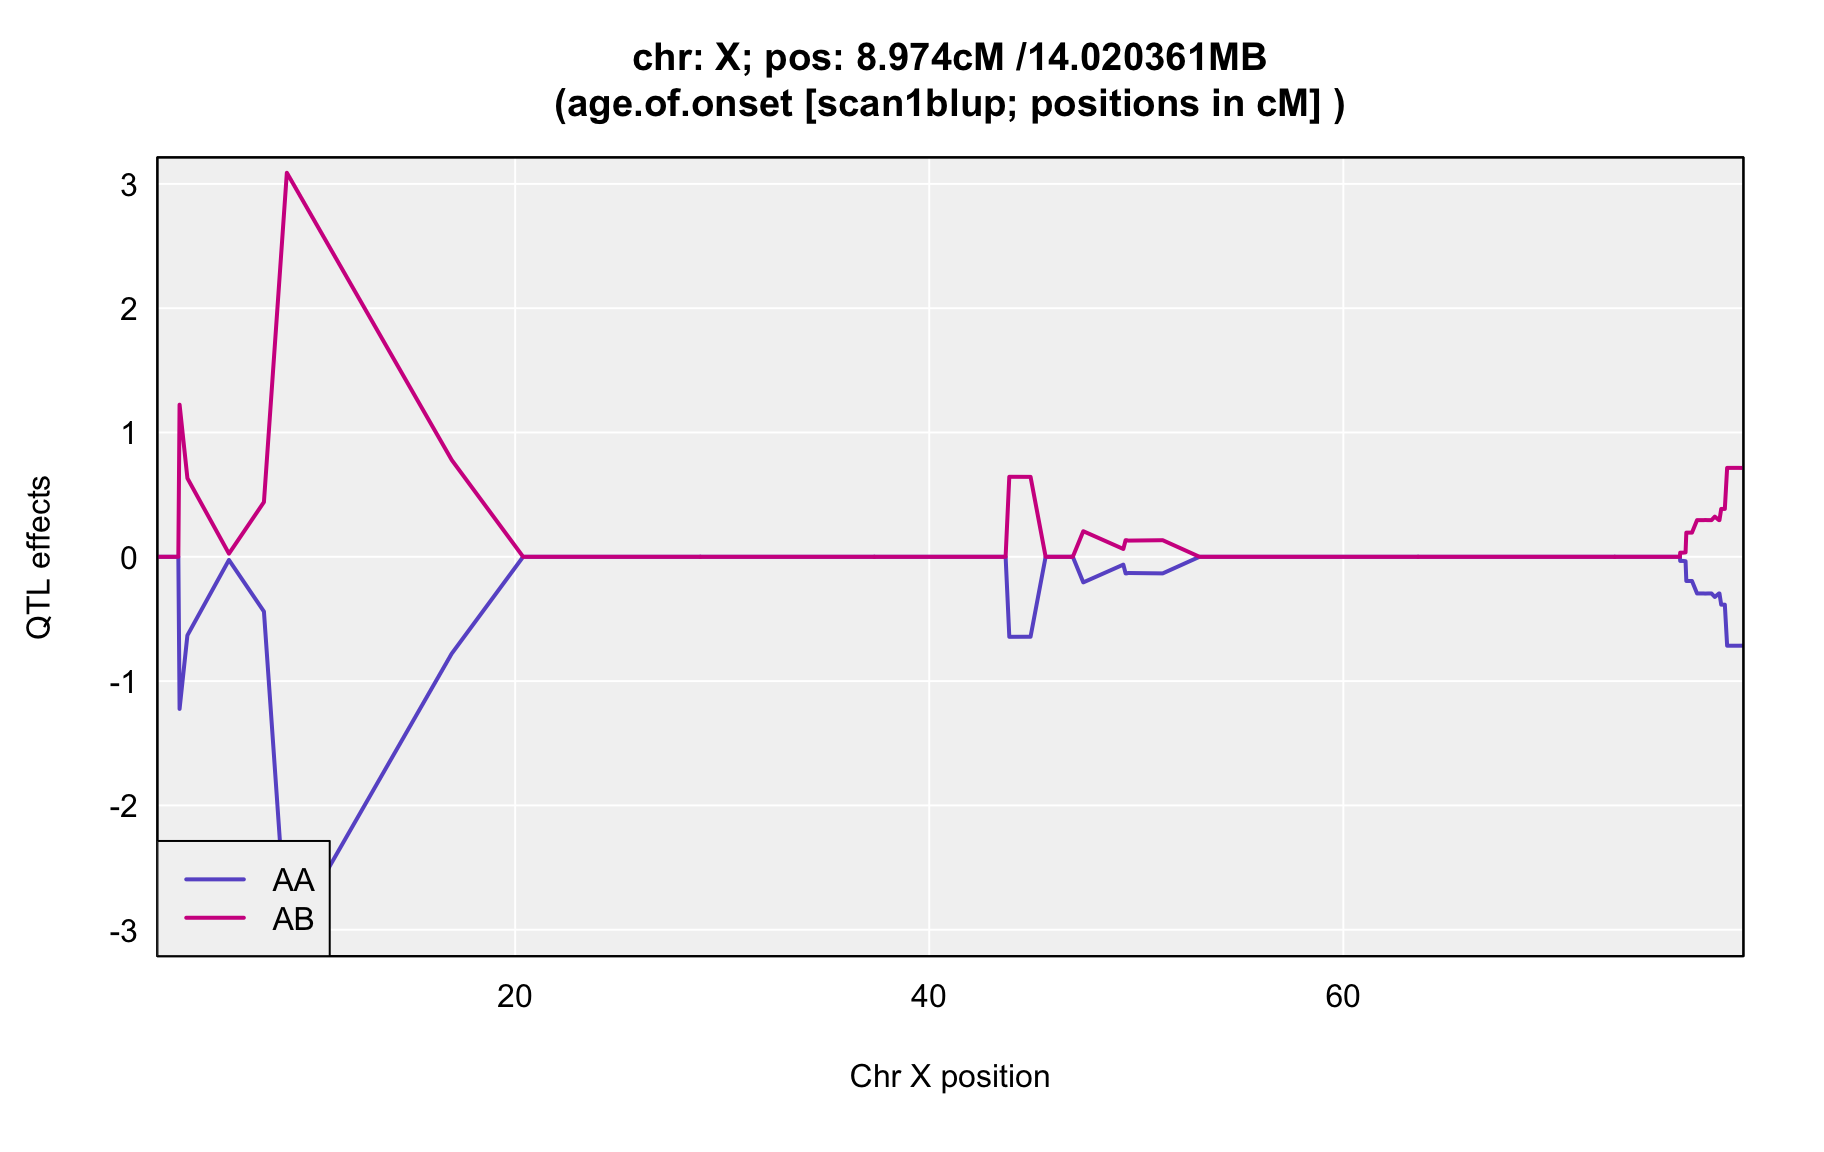 chr: X; pos: 8.974cM /14.020361MB
(age.of.onset [scan1blup; positions in cM] )
QTL effects
3
2
1
0
-1
-2
-3
AA
AB
20
40
60
Chr X position